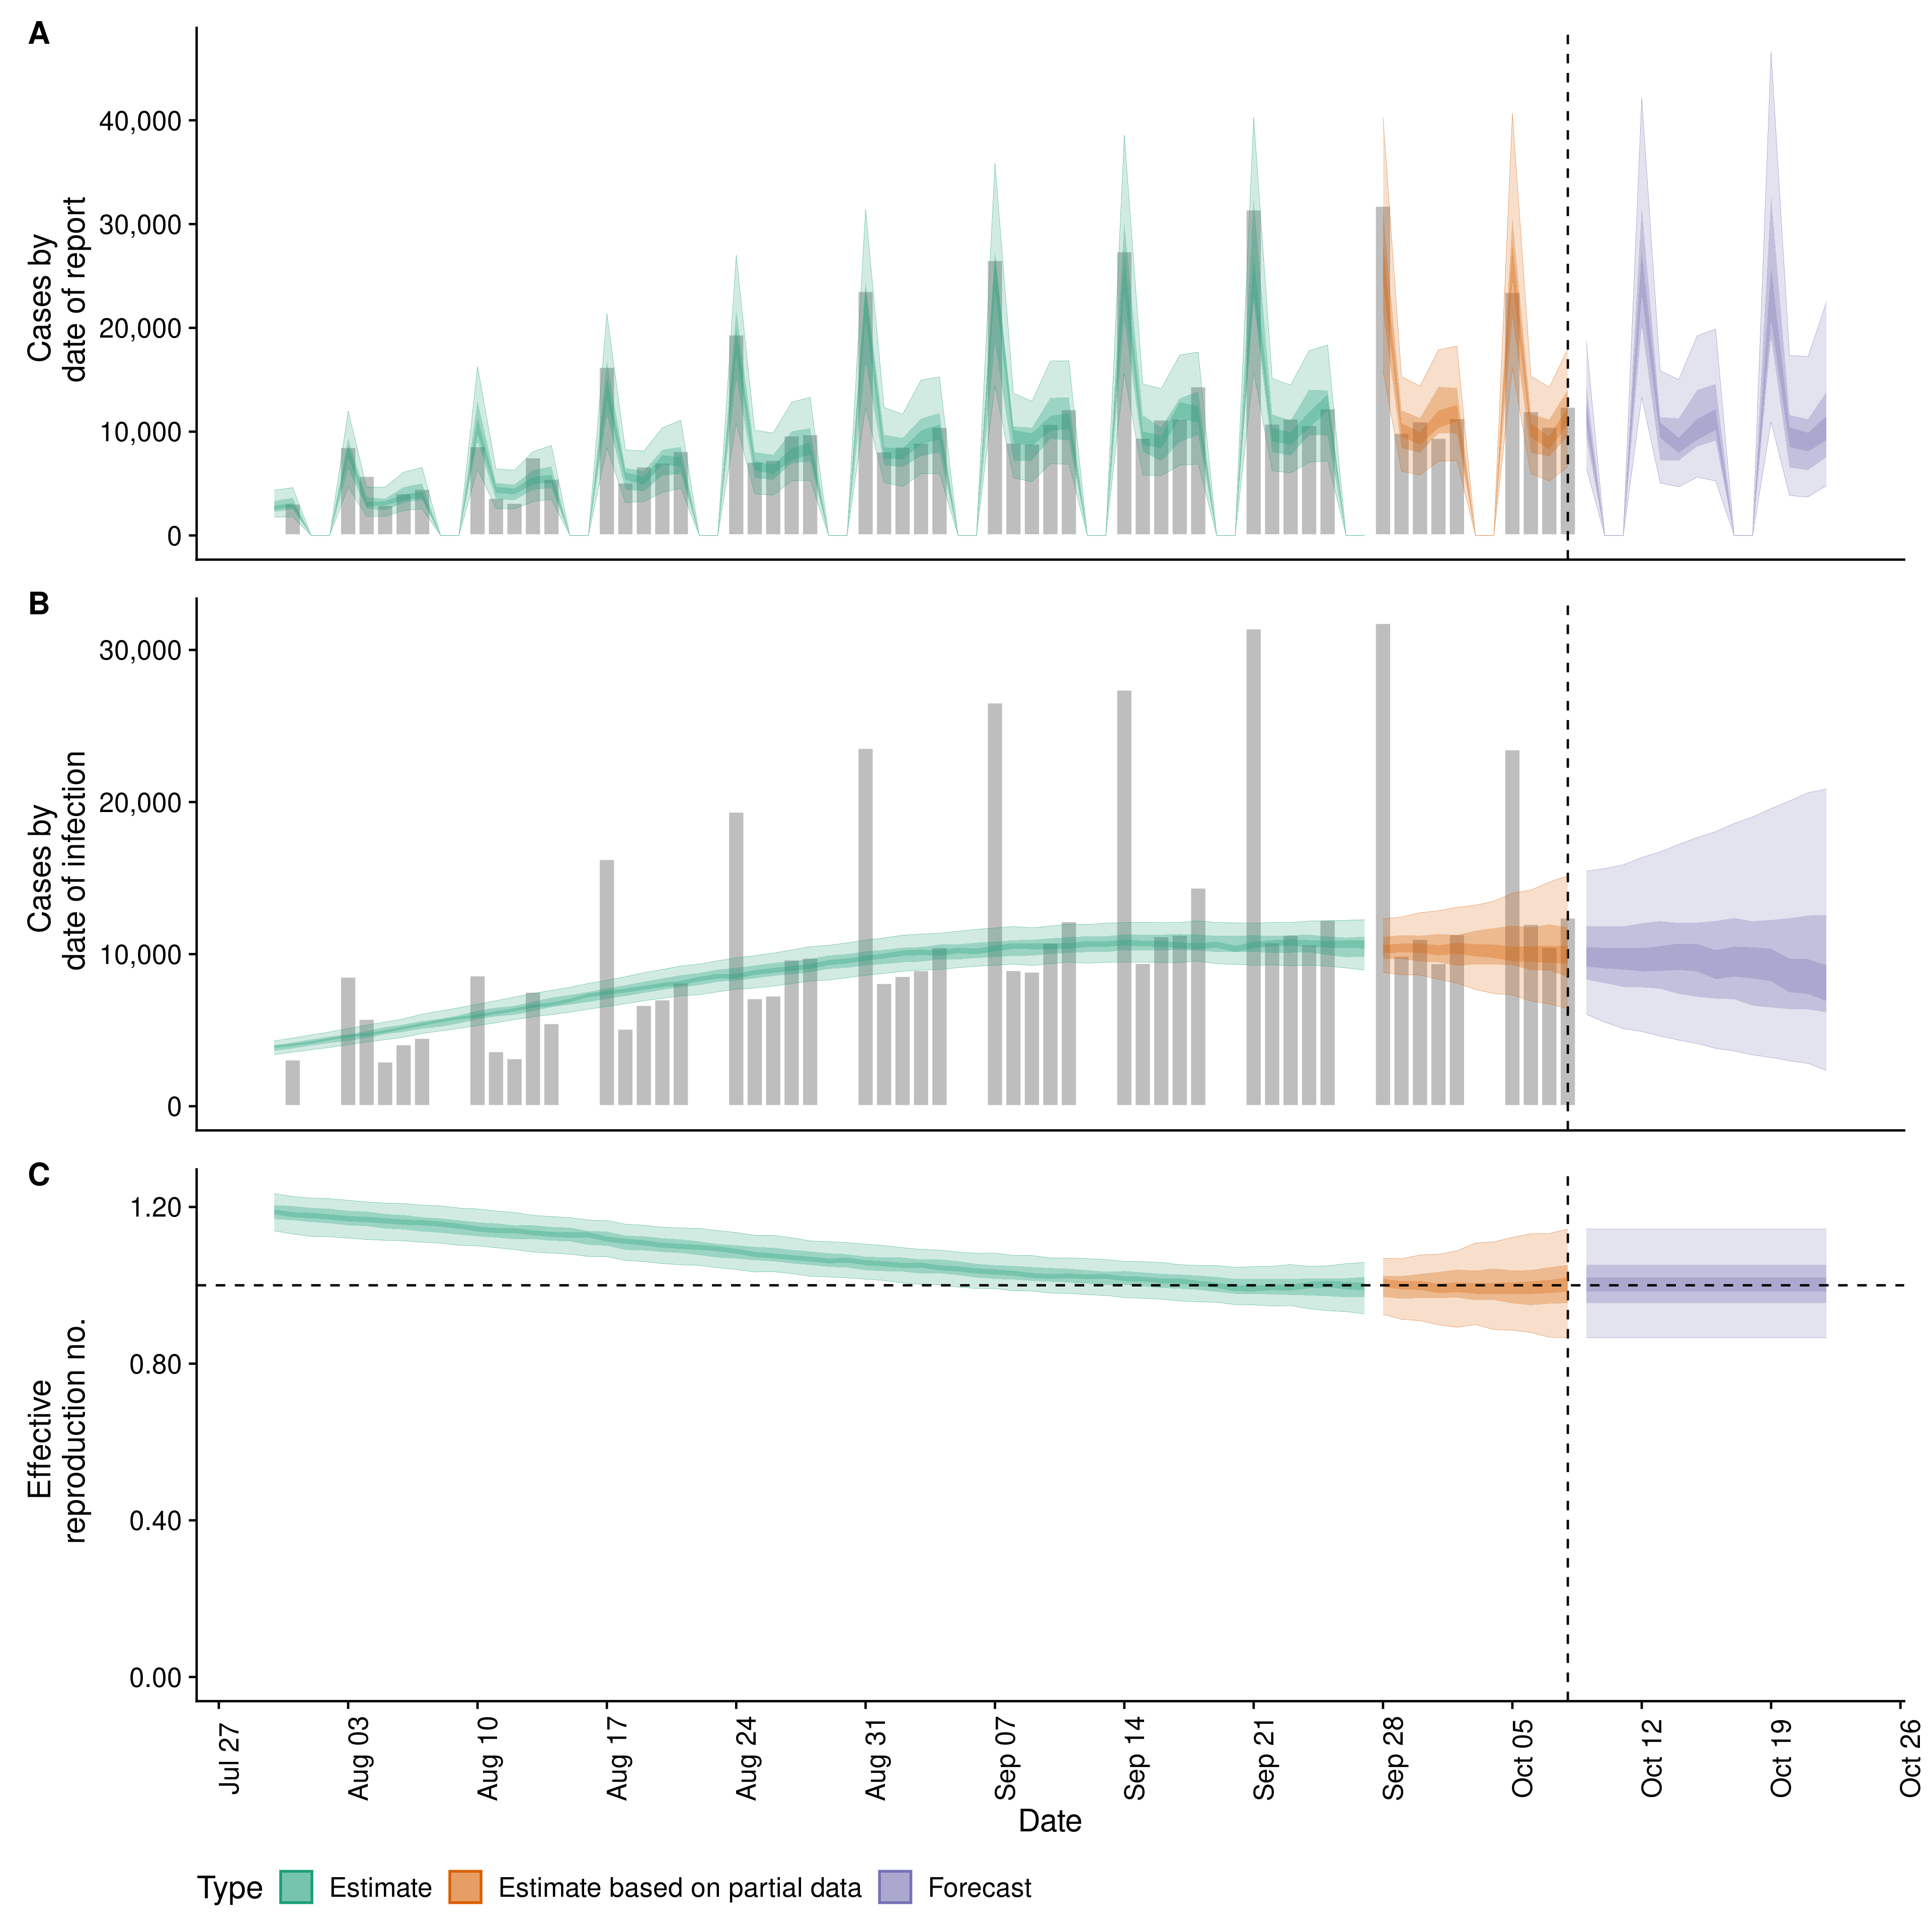 A
Cases by
date of report
40,000
30,000
20,000
10,000
0
B
Cases by
date of infection
30,000
20,000
10,000
0
C
Effective
reproduction no.
1.20
0.80
0.40
0.00
Jul 27
Aug 03
Aug 10
Aug 17
Aug 24
Aug 31
Sep 07
Sep 14
Sep 21
Sep 28
Oct 05
Oct 12
Oct 19
Oct 26
Date
Type Estimate Estimate based on partial data Forecast